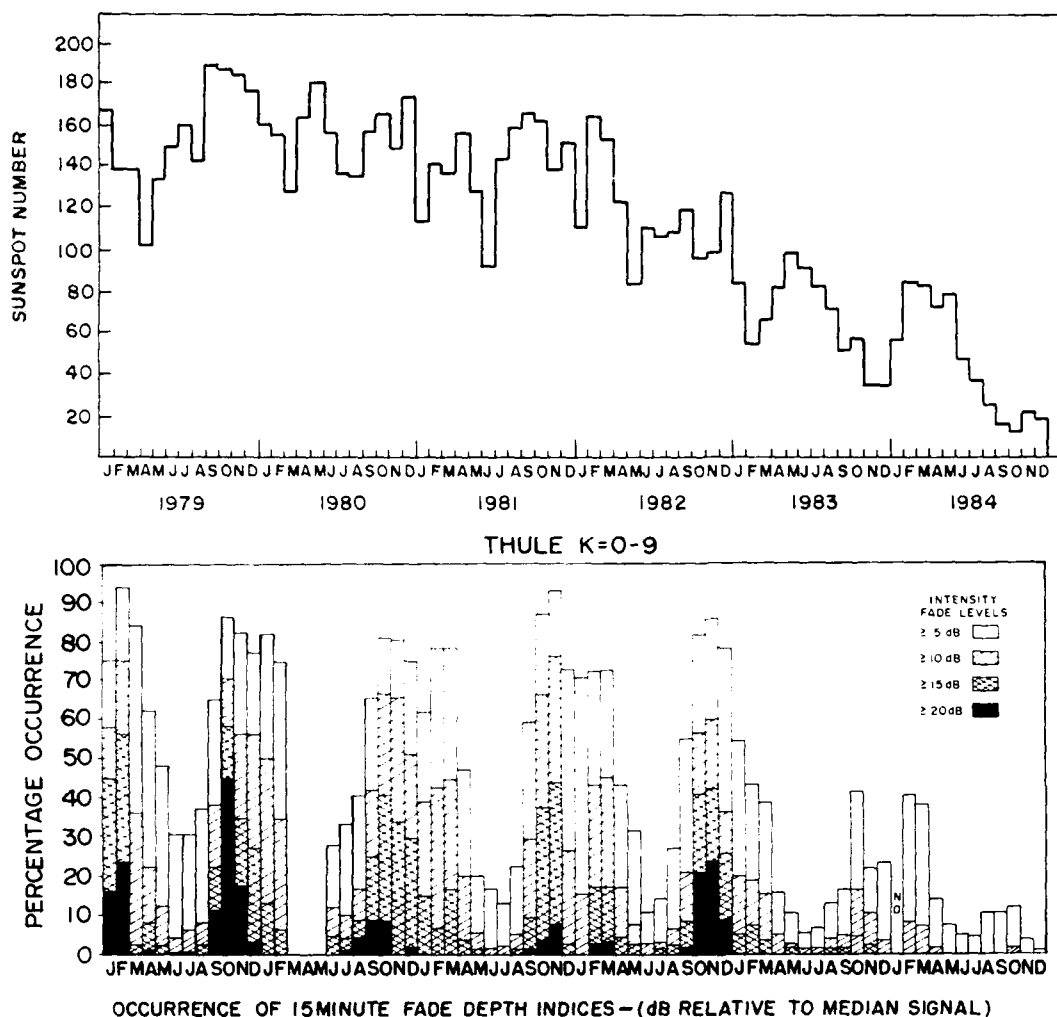 200
180
160
140
120
100
80
60
40
20
SUNSPOT NUMBER
JFMAMJJASONDJFMAMJJASONDJFMAMJJASONDJFMAMJJASONDJFMAMJJASONDJFMAMJJASOND
1979 1980 1981 1982 1983 1984
THULE K=0-9
100
90
80
70
60
50
40
30
20
10
0
PERCENTAGE OCCURRENCE
INTENSITY
FADE LEVELS
≥ 5 dB
≥ 10 dB
≥ 15 dB
≥ 20 dB
N
D
JFMAMJJASONDJFMAMJJASONDJFMAMJJASONDJFMAMJJASONDJFMAMJJASONDJFMAMJJASOND
OCCURRENCE OF 15 MINUTE FADE DEPTH INDICES-(dB RELATIVE TO MEDIAN SIGNAL)